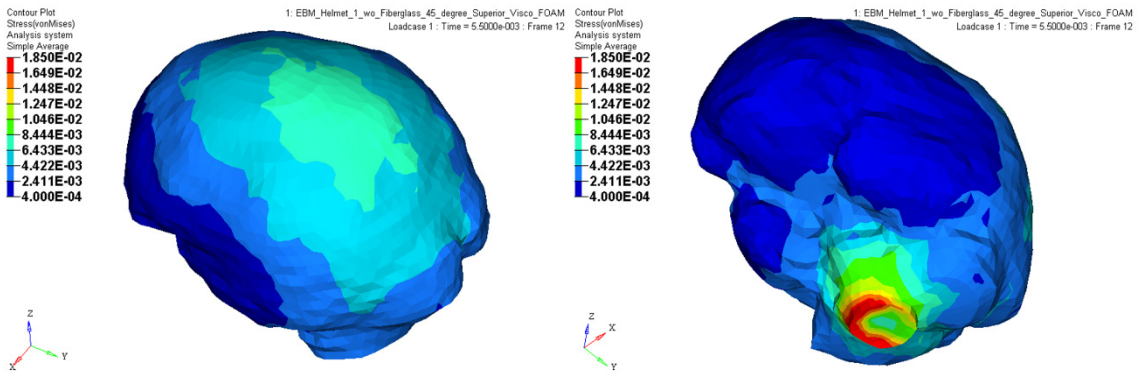 Contour Plot
Stress(vonMises)
Analysis system
Simple Average
1.850E-02
1.649E-02
1.448E-02
1.247E-02
1.046E-02
8.444E-03
6.433E-03
4.422E-03
2.411E-03
4.000E-04
1: EBM_Helmet_1_wo_Fiberglass_45_degree_Superior_Visco_FOAM
Loadcase 1 : Time = 5.5000e-003 : Frame 12
Z
Y
X
Contour Plot
Stress(vonMises)
Analysis system
Simple Average
1.850E-02
1.649E-02
1.448E-02
1.247E-02
1.046E-02
8.444E-03
6.433E-03
4.422E-03
2.411E-03
4.000E-04
1: EBM_Helmet_1_wo_Fiberglass_45_degree_Superior_Visco_FOAM
Loadcase 1 : Time = 5.5000e-003 : Frame 12
Z
X
Y